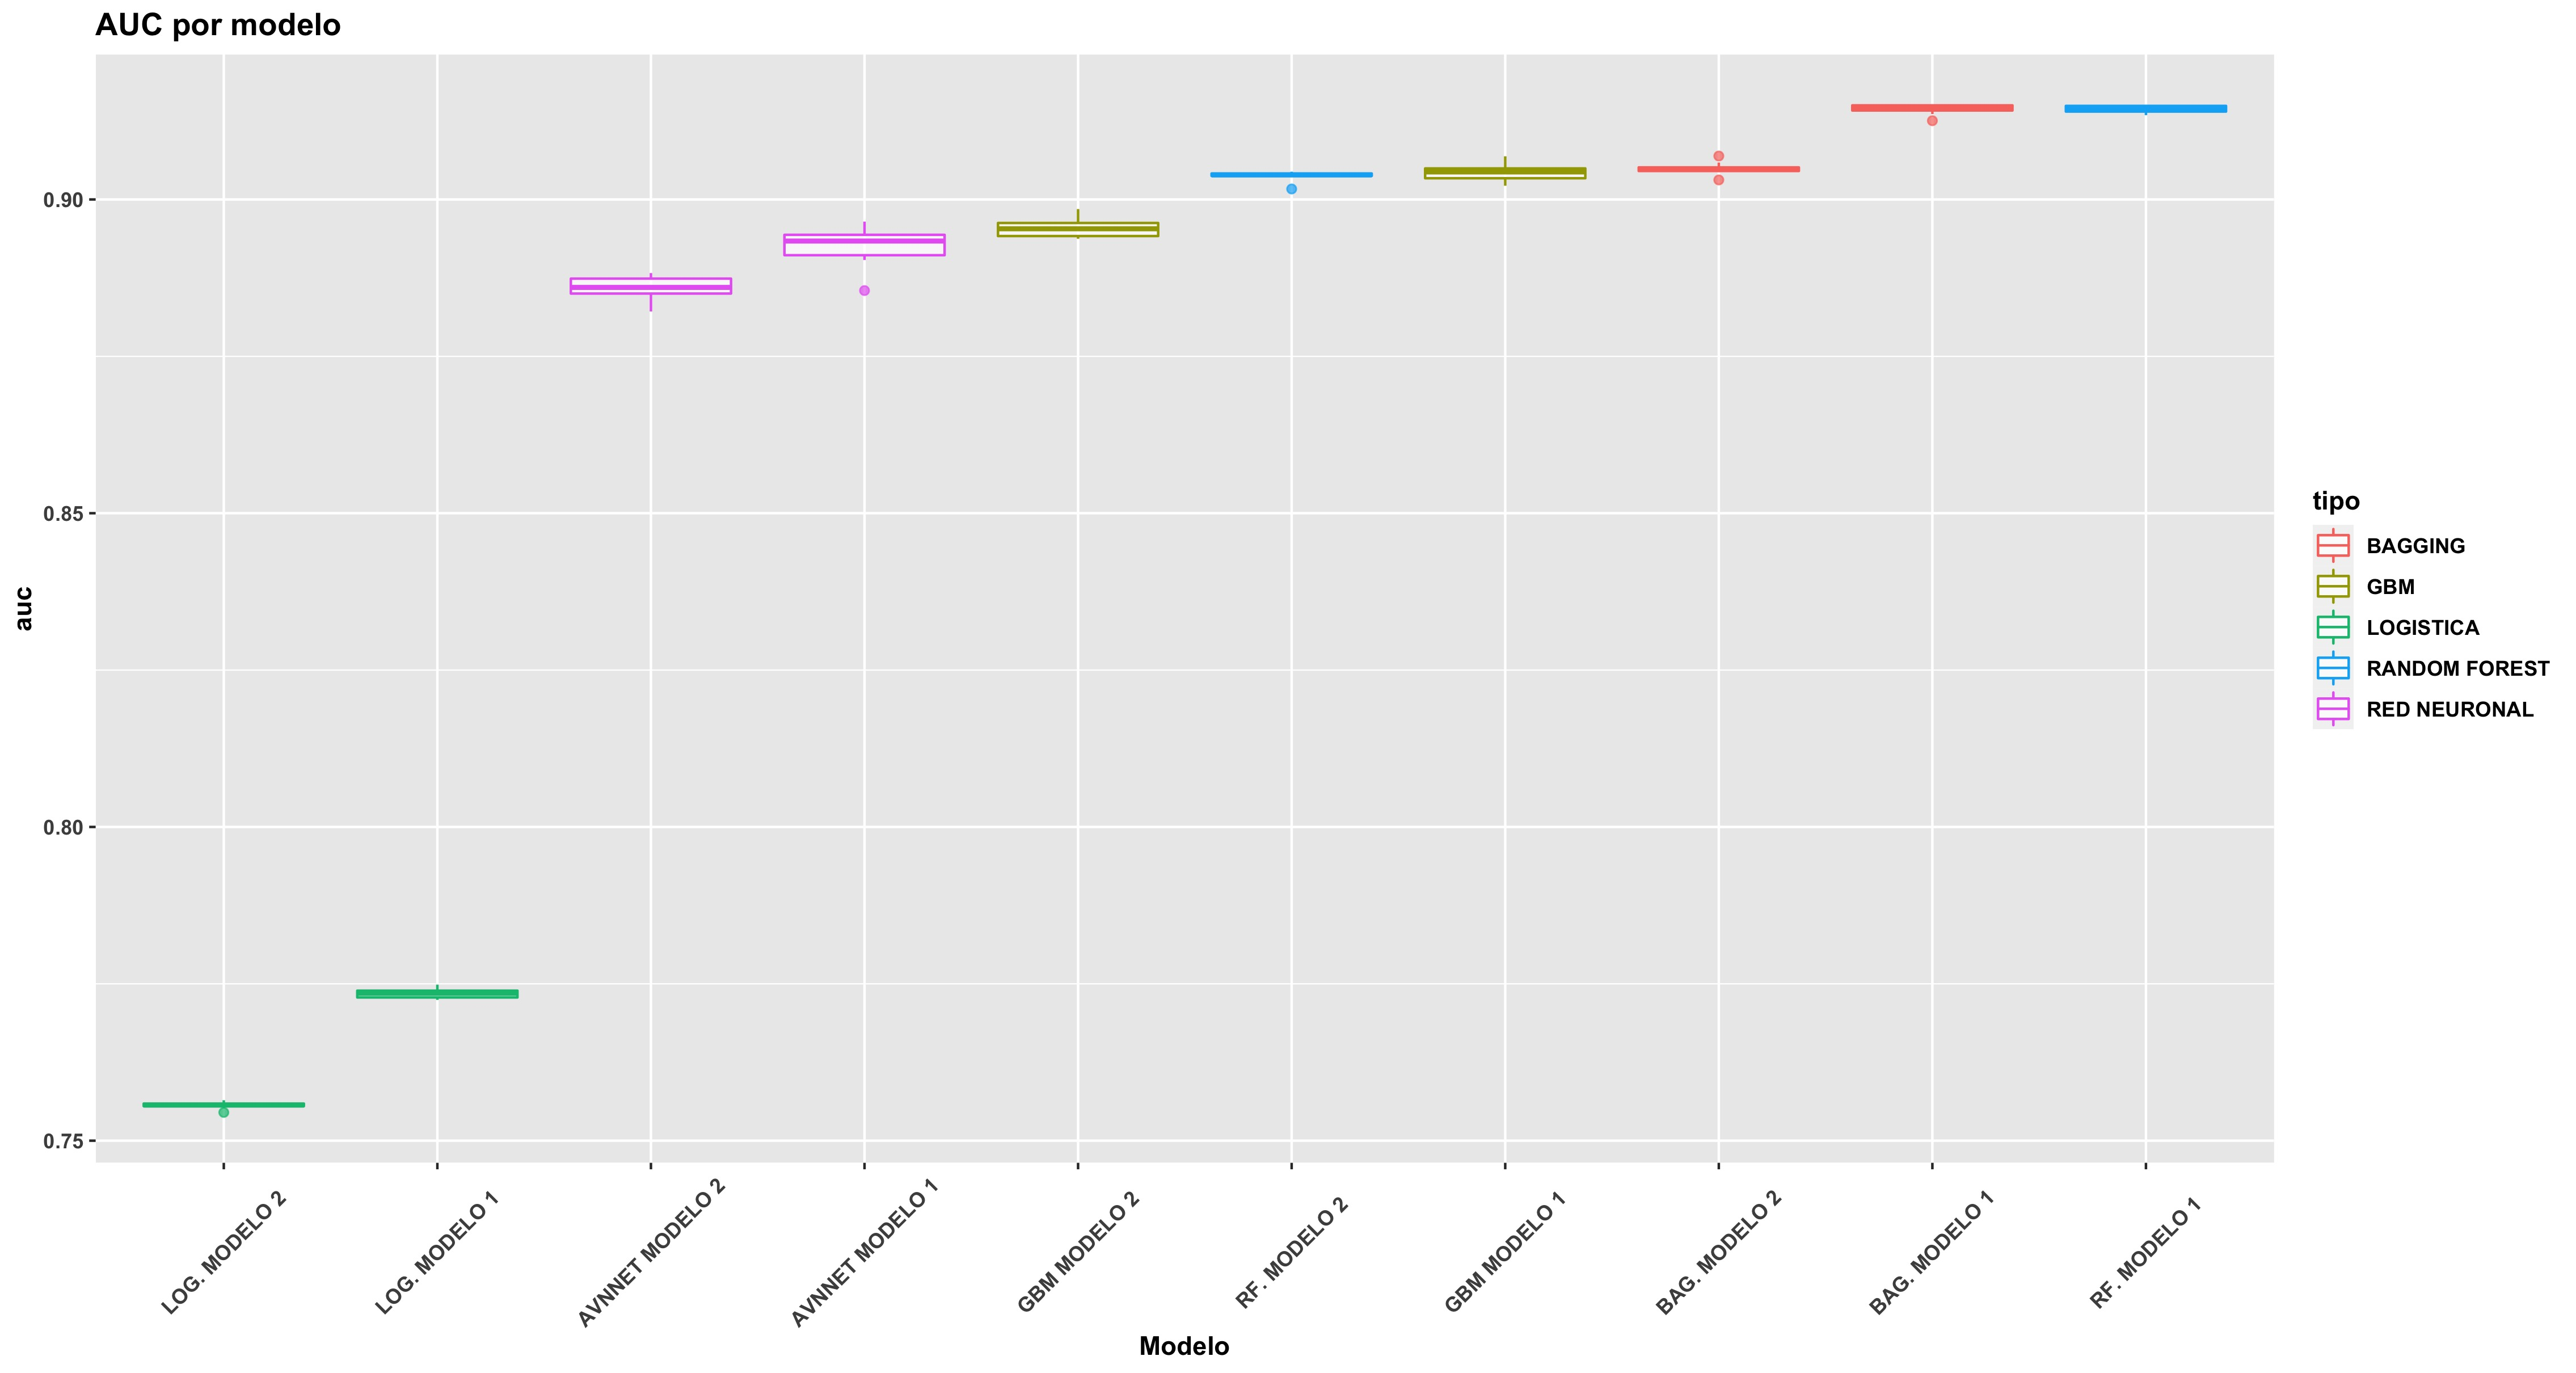 AUC por modelo
auc
0.90
0.85
0.80
0.75
LOG. MODELO 2
LOG. MODELO 1
AVNNET MODELO 2
AVNNET MODELO 1
GBM MODELO 2
RF. MODELO 2
GBM MODELO 1
BAG. MODELO 2
BAG. MODELO 1
RF. MODELO 1
Modelo
tipo
BAGGING
GBM
LOGISTICA
RANDOM FOREST
RED NEURONAL